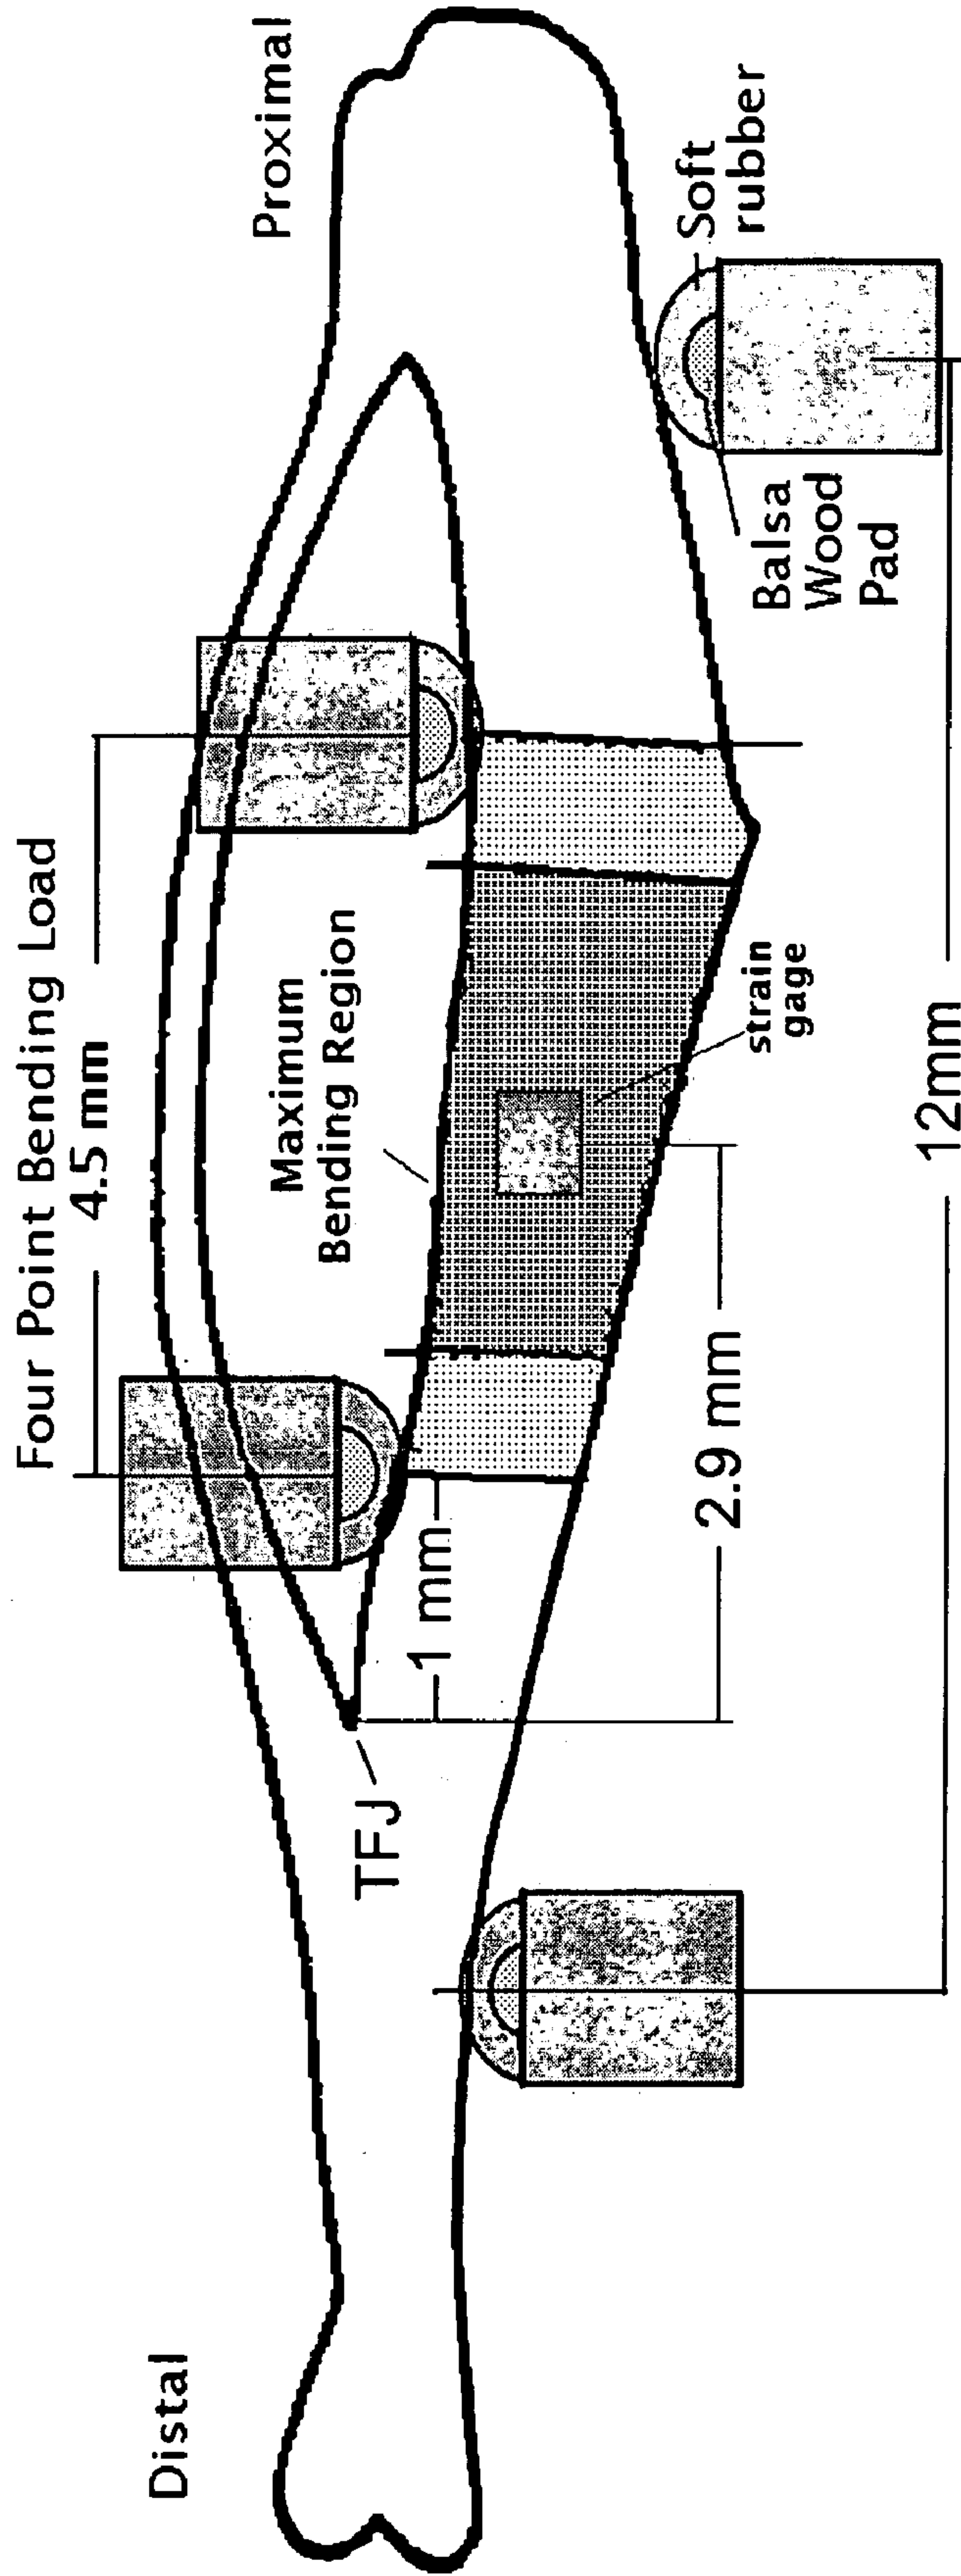 Four Point Bending Load
4.5 mm
Distal
Proximal
Maximum
Bending Region
TFJ
1 mm
2.9 mm
strain
gage
Soft
rubber
Balsa
Wood
Pad
12mm